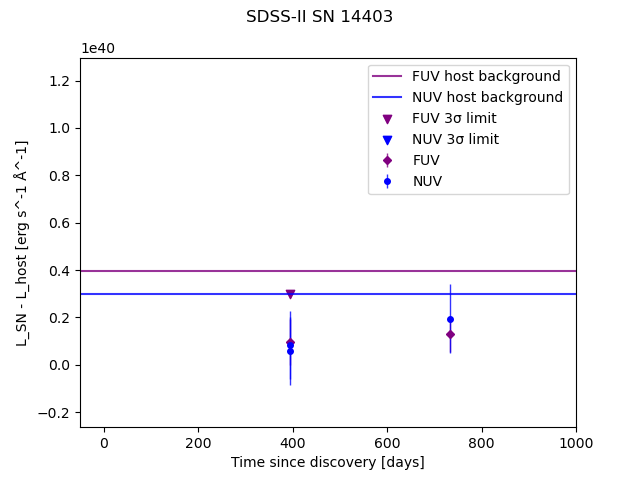 SDSS-II SN 14403
1e40
FUV host background
NUV host background
FUV 3σ limit
NUV 3σ limit
FUV
NUV
1.2
1.0
0.8
0.6
0.4
0.2
0.0
−0.2
L_SN - L_host [erg s^-1 Å^-1]
0
200
400
600
800
1000
Time since discovery [days]